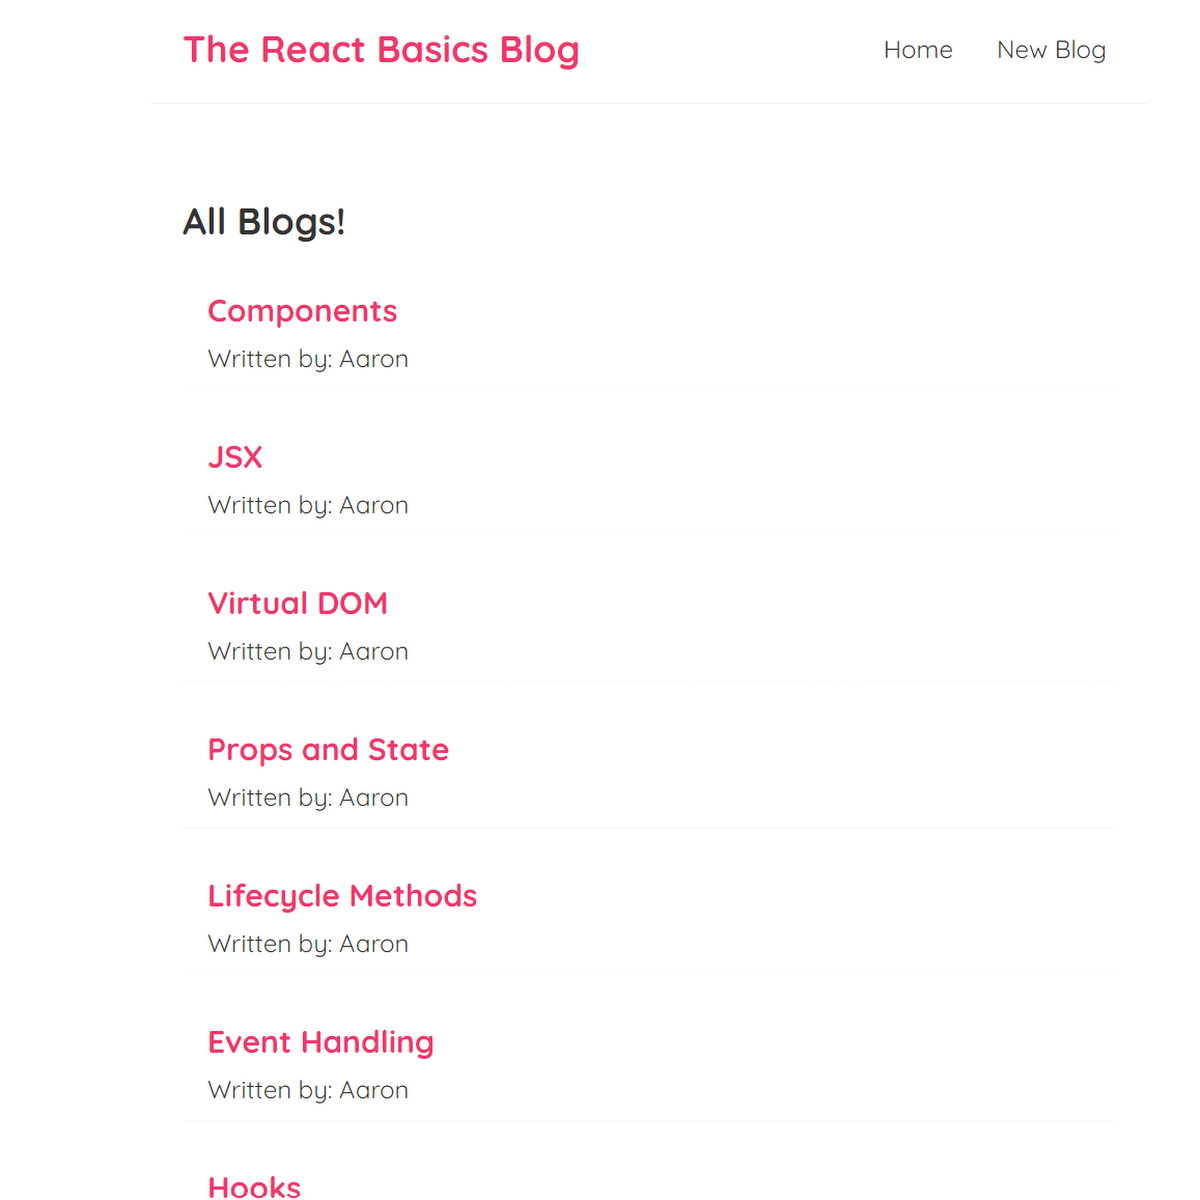 The React Basics Blog
Home New Blog
All Blogs!
Components
Written by: Aaron
JSX
Written by: Aaron
Virtual DOM
Written by: Aaron
Props and State
Written by: Aaron
Lifecycle Methods
Written by: Aaron
Event Handling
Written by: Aaron
Hooks